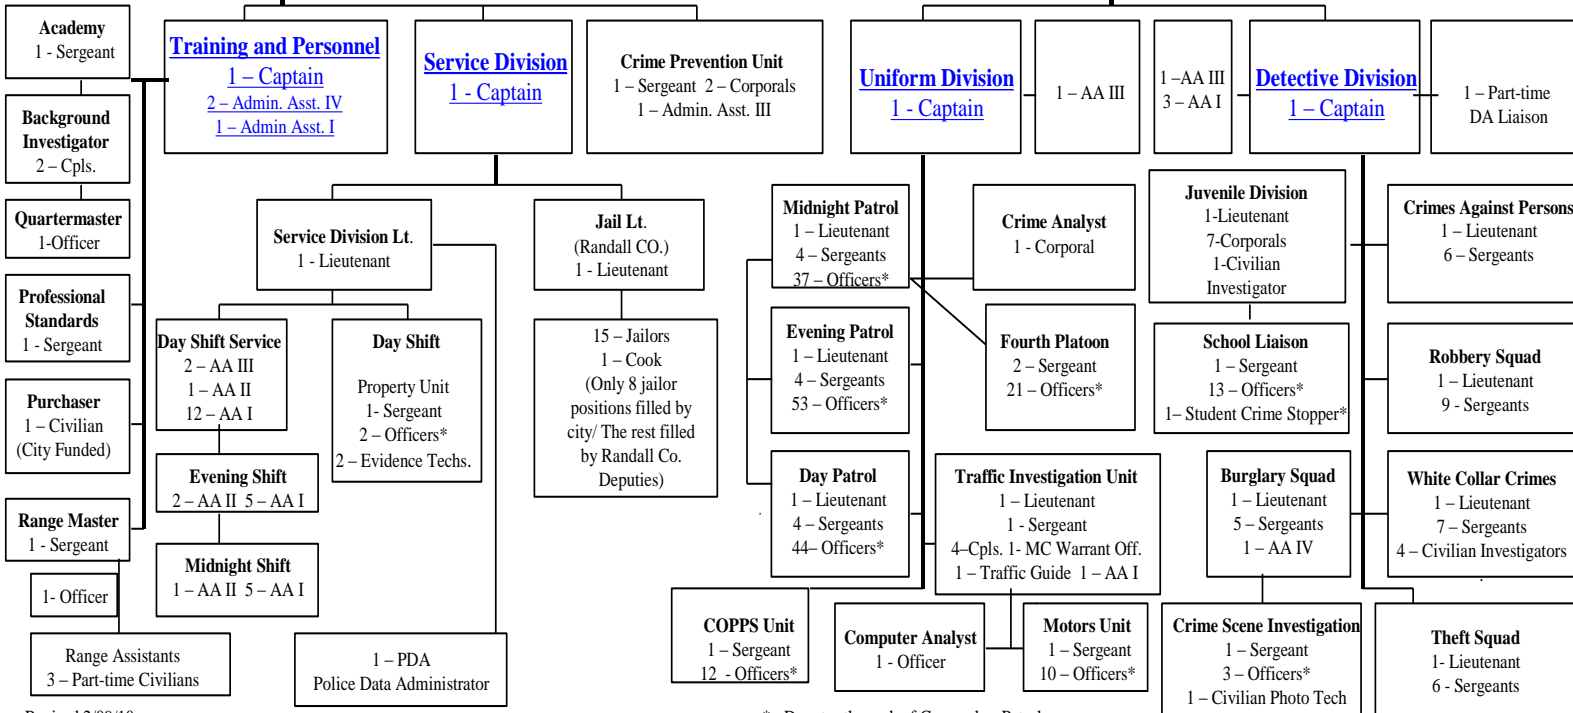 Academy
1 - Sergeant
Training and Personnel
1 – Captain
2 – Admin. Asst. IV
1 – Admin Asst. I
Service Division
1 - Captain
Crime Prevention Unit
1 – Sergeant 2 – Corporals
1 – Admin. Asst. III
Uniform Division
1 - Captain
1 – AA III
1 –AA III
3 – AA I
Detective Division
1 – Captain
1 – Part-time
DA Liaison
Background
Investigator
2 – Cpls.
Quartermaster
1-Officer
Professional
Standards
1 - Sergeant
Purchaser
1 – Civilian
(City Funded)
Range Master
1 - Sergeant
1- Officer
Range Assistants
3 – Part-time Civilians
Service Division Lt.
1 - Lieutenant
Jail Lt.
(Randall CO.)
1 - Lieutenant
Day Shift Service
2 – AA III
1 – AA II
12 – AA I
Day Shift
Property Unit
1- Sergeant
2 – Officers*
2 – Evidence Techs.
15 – Jailors
1 – Cook
(Only 8 jailor
positions filled by
city/ The rest filled
by Randall Co.
Deputies)
Evening Shift
2 – AA II 5 – AA I
Midnight Shift
1 – AA II 5 – AA I
1 – PDA
Police Data Administrator
Midnight Patrol
1 – Lieutenant
4 – Sergeants
37 – Officers*
Crime Analyst
1 - Corporal
Evening Patrol
1 – Lieutenant
4 – Sergeants
53 – Officers*
Fourth Platoon
2 – Sergeant
21 – Officers*
Day Patrol
1 – Lieutenant
4 – Sergeants
44– Officers*
Traffic Investigation Unit
1 – Lieutenant
1 - Sergeant
4–Cpls. 1- MC Warrant Off.
1 – Traffic Guide 1 – AA I
COPPS Unit
1 – Sergeant
12 - Officers*
Computer Analyst
1 - Officer
Motors Unit
1 – Sergeant
10 – Officers*
Juvenile Division
1-Lieutenant
7-Corporals
1-Civilian
Investigator
Crimes Against Persons
1 – Lieutenant
6 – Sergeants
School Liaison
1 – Sergeant
13 – Officers*
1– Student Crime Stopper*
Robbery Squad
1 – Lieutenant
9 - Sergeants
Burglary Squad
1 – Lieutenant
5 – Sergeants
1 – AA IV
White Collar Crimes
1 – Lieutenant
7 – Sergeants
4 – Civilian Investigators
Crime Scene Investigation
1 – Sergeant
3 – Officers*
1 – Civilian Photo Tech
Theft Squad
1- Lieutenant
6 - Sergeants